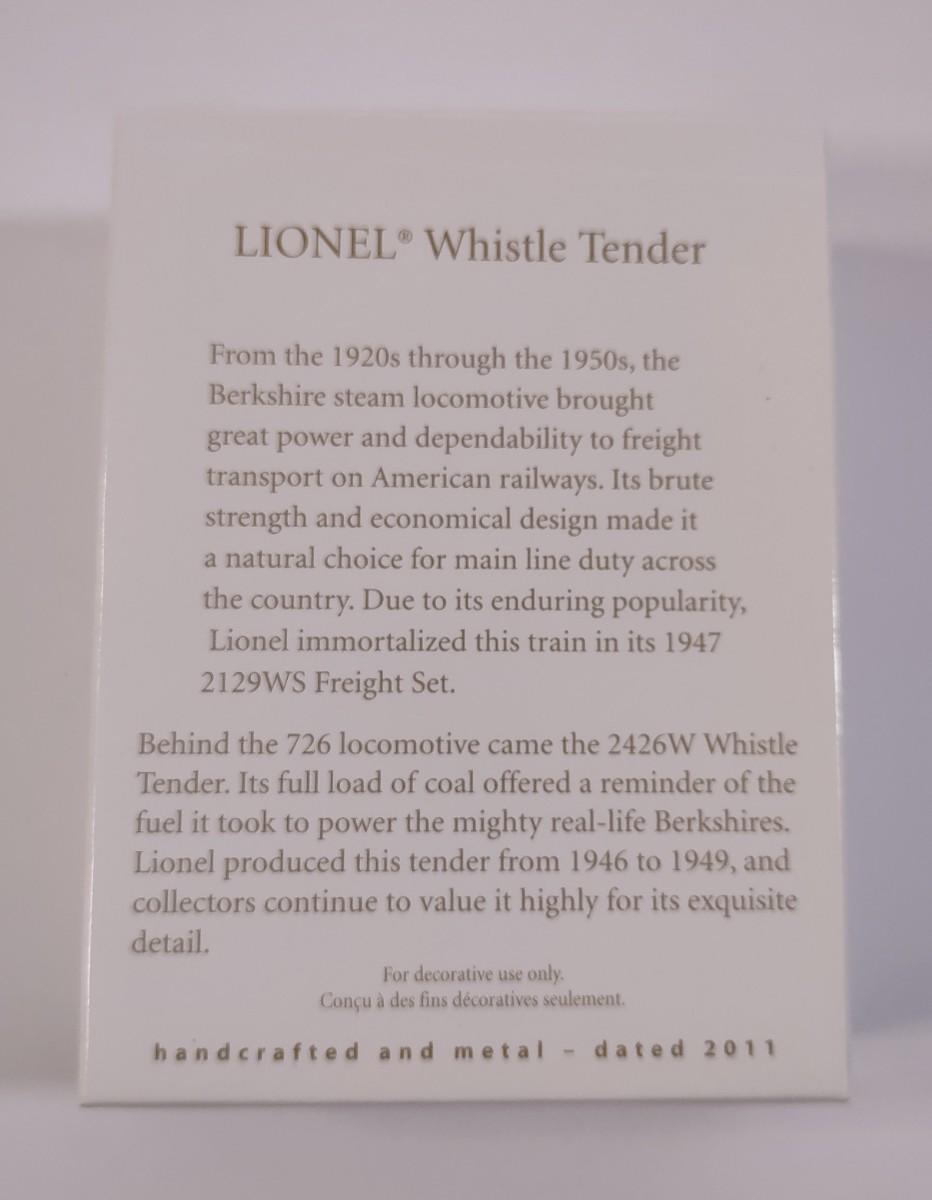 LIONEL® Whistle Tender
From the 1920s through the 1950s, the
Berkshire steam locomotive brought
great power and dependability to freight
transport on American railways. Its brute
strength and economical design made it
a natural choice for main line duty across
the country. Due to its enduring popularity,
Lionel immortalized this train in its 1947
2129WS Freight Set.
Behind the 726 locomotive came the 2426W Whistle
Tender. Its full load of coal offered a reminder of the
fuel it took to power the mighty real-life Berkshires.
Lionel produced this tender from 1946 to 1949, and
collectors continue to value it highly for its exquisite
detail.
For decorative use only.
Conçu à des fins décoratives seulement.
handcrafted and metal – dated 2011